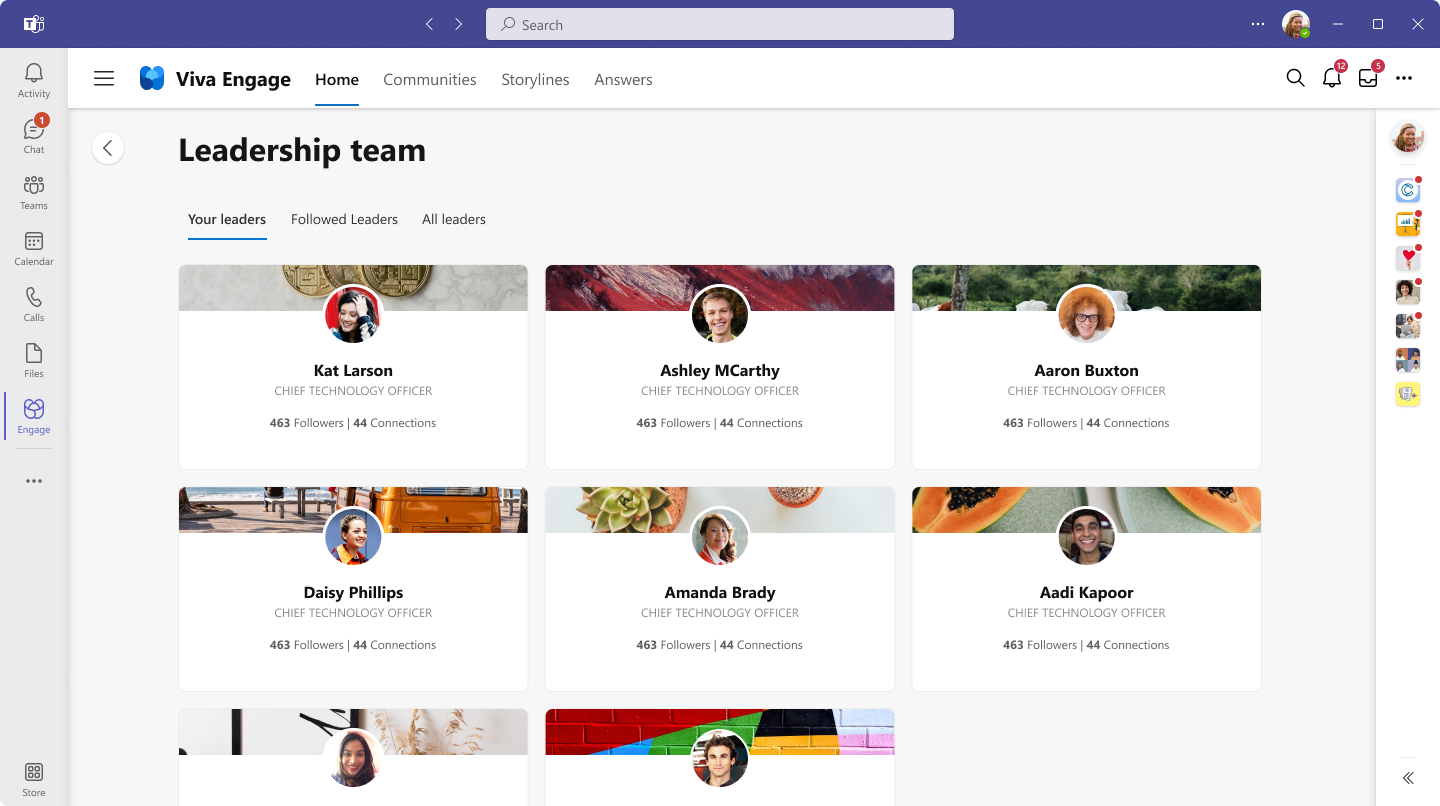 Search
Viva Engage
Home
Communities
Storylines
Answers
12
5
Activity
1
Chat
Teams
Calendar
Calls
Files
Engage
Store
Leadership team
Your leaders
Followed Leaders
All leaders
Kat Larson
CHIEF TECHNOLOGY OFFICER
463 Followers | 44 Connections
Ashley MCarthy
CHIEF TECHNOLOGY OFFICER
463 Followers | 44 Connections
Aaron Buxton
CHIEF TECHNOLOGY OFFICER
463 Followers | 44 Connections
Daisy Phillips
CHIEF TECHNOLOGY OFFICER
463 Followers | 44 Connections
Amanda Brady
CHIEF TECHNOLOGY OFFICER
463 Followers | 44 Connections
Aadi Kapoor
CHIEF TECHNOLOGY OFFICER
463 Followers | 44 Connections